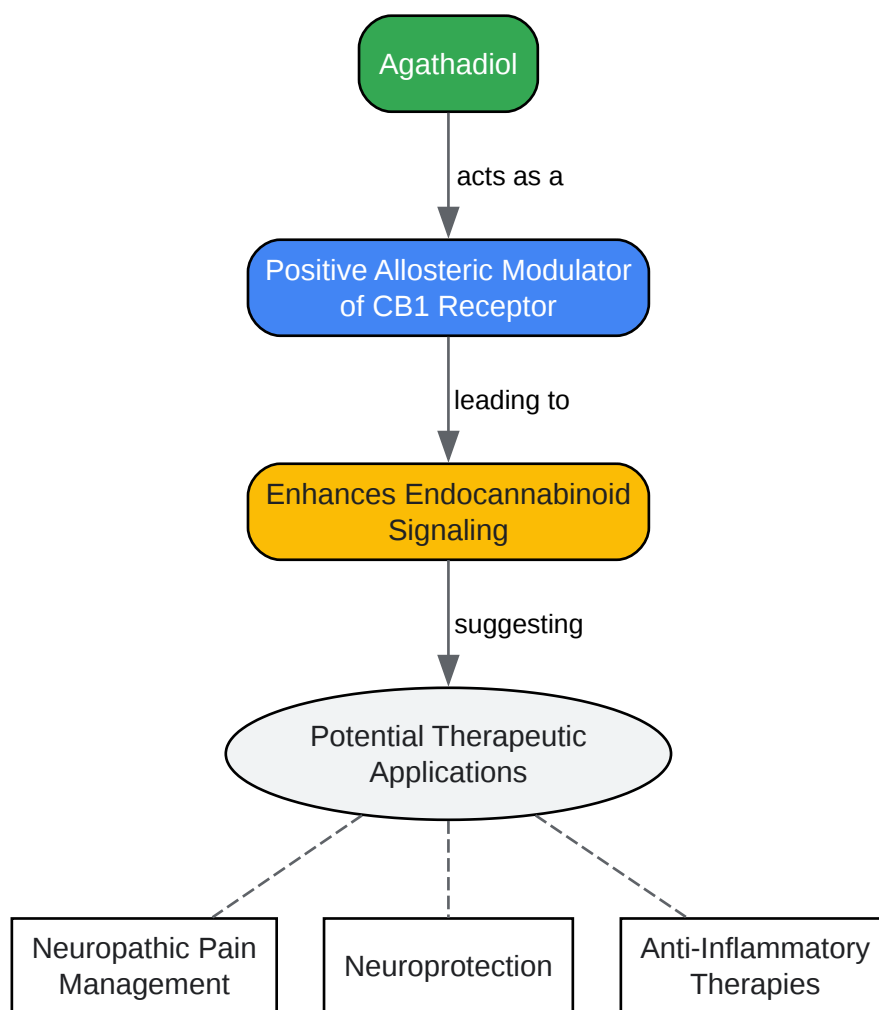 Agathadiol
acts as a
Positive Allosteric Modulator
of CB1 Receptor
leading to
Enhances Endocannabinoid
Signaling
suggesting
Potential Therapeutic
Applications
Neuropathic Pain
Management
Neuroprotection
Anti-Inflammatory
Therapies